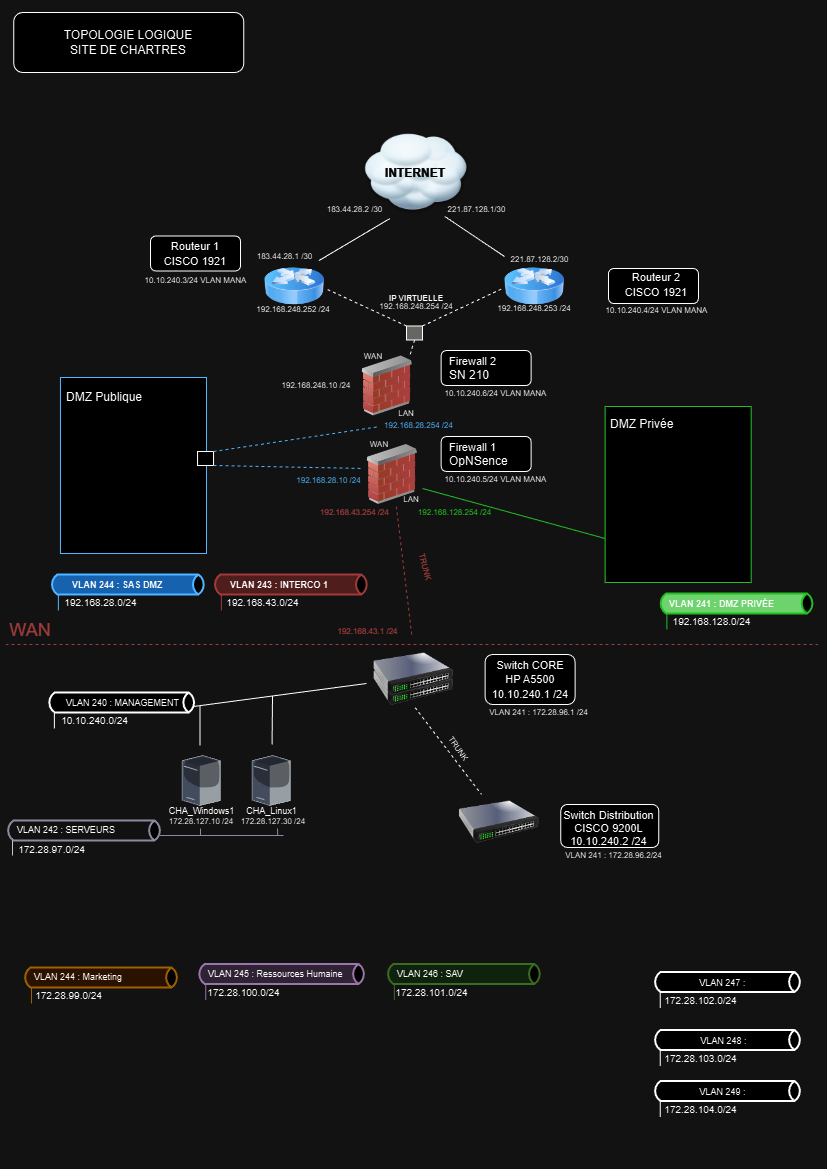 TOPOLOGIE LOGIQUE
SITE DE CHARTRES
INTERNET
183.44.28.2 /30
221.87.128.1/30
Routeur 1
CISCO 1921
10.10.240.3/24 VLAN MANA
183.44.28.1 /30
221.87.128.2/30
Routeur 2
CISCO 1921
10.10.240.4/24 VLAN MANA
192.168.248.252 /24
IP VIRTUELLE
192.168.248.254 /24
192.168.248.253 /24
WAN
Firewall 2
SN 210
10.10.240.6/24 VLAN MANA
192.168.248.10 /24
LAN
192.168.28.254 /24
DMZ Publique
DMZ Privée
WAN
Firewall 1
OpNSence
10.10.240.5/24 VLAN MANA
192.168.28.10 /24
LAN
192.168.43.254 /24
192.168.128.254 /24
TRUNK
VLAN 244 : SAS DMZ
192.168.28.0/24
VLAN 243 : INTERCO 1
192.168.43.0/24
VLAN 241 : DMZ PRIVÈE
192.168.128.0/24
WAN
192.168.43.1 /24
Switch CORE
HP A5500
10.10.240.1 /24
VLAN 241 : 172.28.96.1 /24
VLAN 240 : MANAGEMENT
10.10.240.0/24
TRUNK
CHA_Windows1
172.28.127.10 /24
CHA_Linux1
172.28.127.30 /24
Switch Distribution
CISCO 9200L
10.10.240.2 /24
VLAN 241 : 172.28.96.2/24
VLAN 242 : SERVEURS
172.28.97.0/24
VLAN 244 : Marketing
172.28.99.0/24
VLAN 245 : Ressources Humaine
172.28.100.0/24
VLAN 246 : SAV
172.28.101.0/24
VLAN 247 :
172.28.102.0/24
VLAN 248 :
172.28.103.0/24
VLAN 249 :
172.28.104.0/24